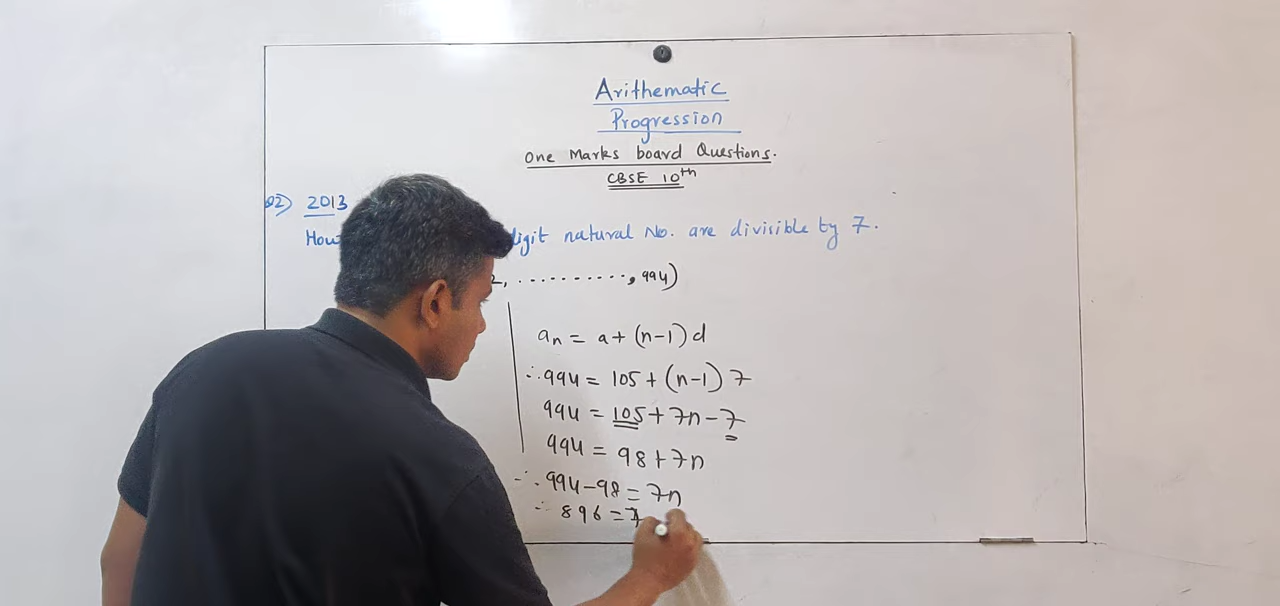 Arithematic
Progression
One Marks board Questions.
CBSE 10th
Q2) 2013
How digit natural No. are divisible by 7.
2, .........., 994)
an = a + (n-1) d
∴ 994 = 105 + (n-1) 7
994 = 105 + 7n - 7
994 = 98 + 7n
∴ 994 - 98 = 7n
∴ 896 = 7